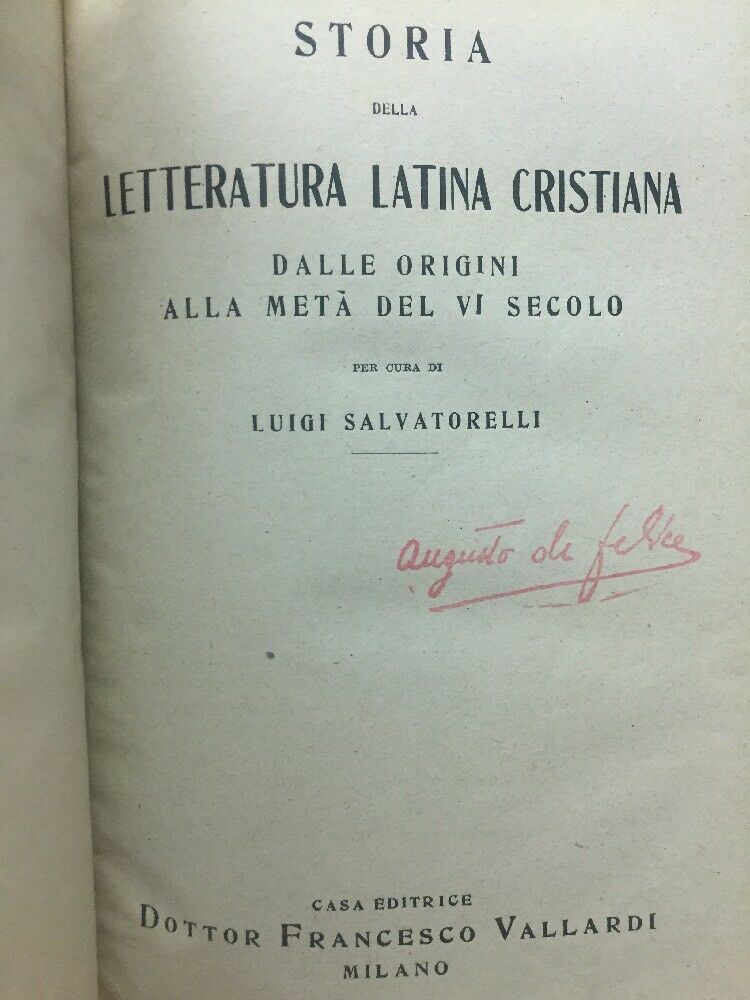 STORIA
DELLA
LETTERATURA LATINA CRISTIANA
DALLE ORIGINI
ALLA METÀ DEL VI SECOLO
PER CURA DI
LUIGI SALVATORELLI
Augusto de felice
CASA EDITRICE
DOTTOR FRANCESCO VALLARDI
MILANO